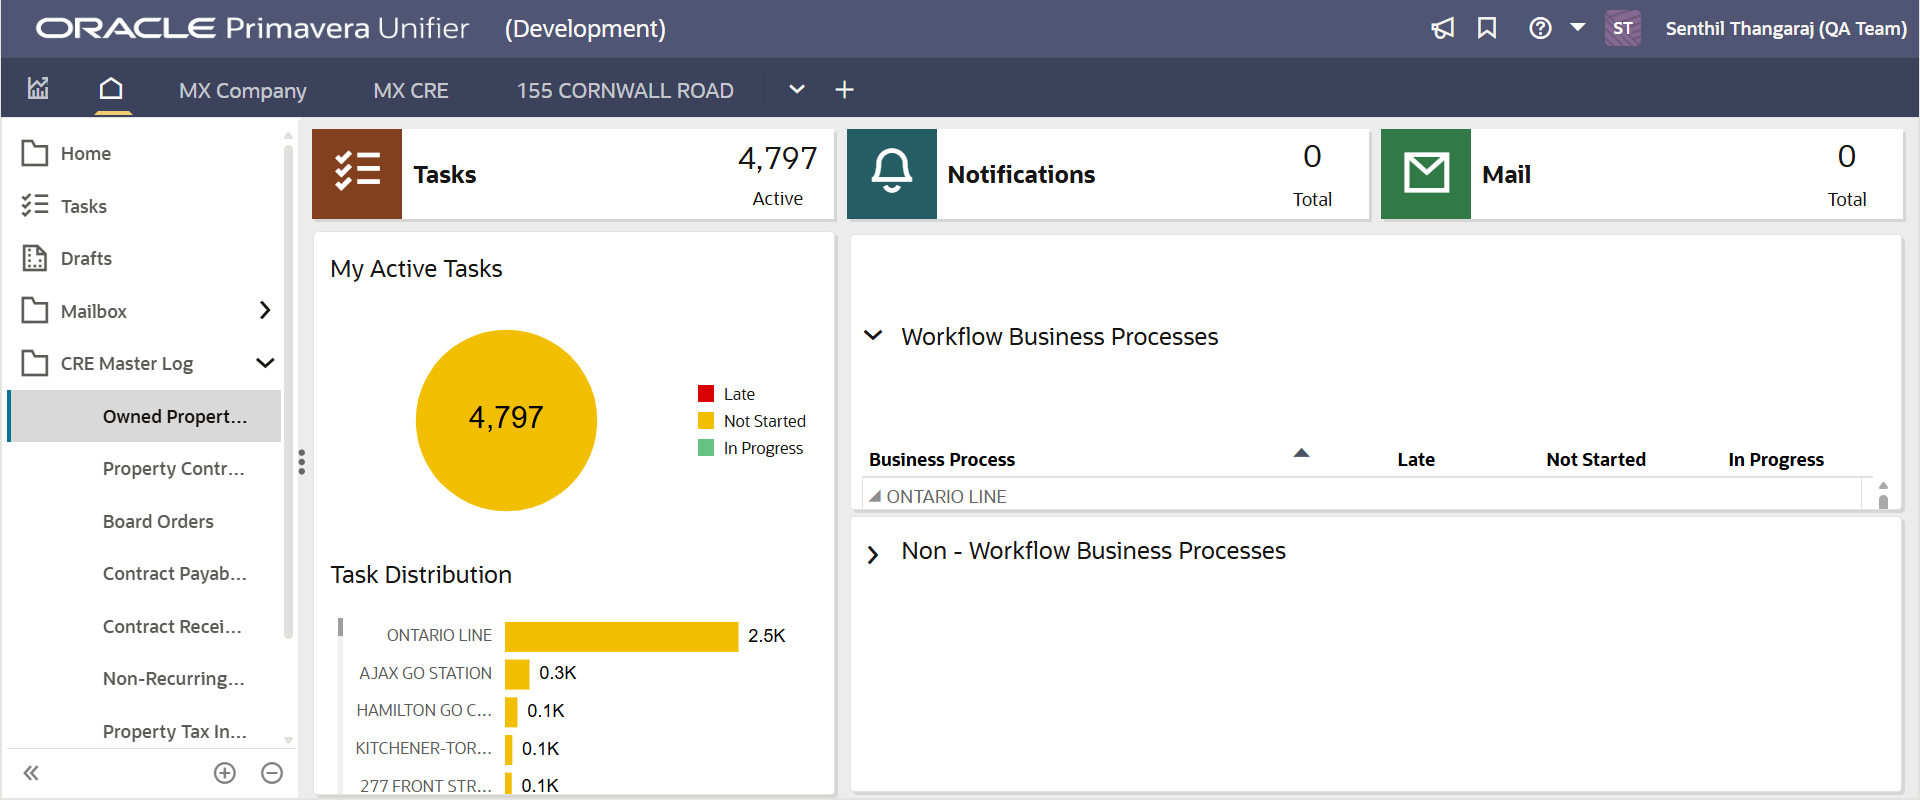 ORACLE Primavera Unifier (Development)
ST Senthil Thangaraj (QA Team)
MX Company MX CRE 155 CORNWALL ROAD
Home
Tasks
Drafts
Mailbox
CRE Master Log
Owned Propert...
Property Contr...
Board Orders
Contract Payab...
Contract Recei...
Non-Recurring...
Property Tax In...
Tasks
4,797
Active
Notifications
0
Total
Mail
0
Total
My Active Tasks
4,797
Late
Not Started
In Progress
Task Distribution
ONTARIO LINE 2.5K
AJAX GO STATION 0.3K
HAMILTON GO C... 0.1K
KITCHENER-TOR... 0.1K
277 FRONT STR... 0.1K
Workflow Business Processes
Business Process Late Not Started In Progress
ONTARIO LINE
Non - Workflow Business Processes